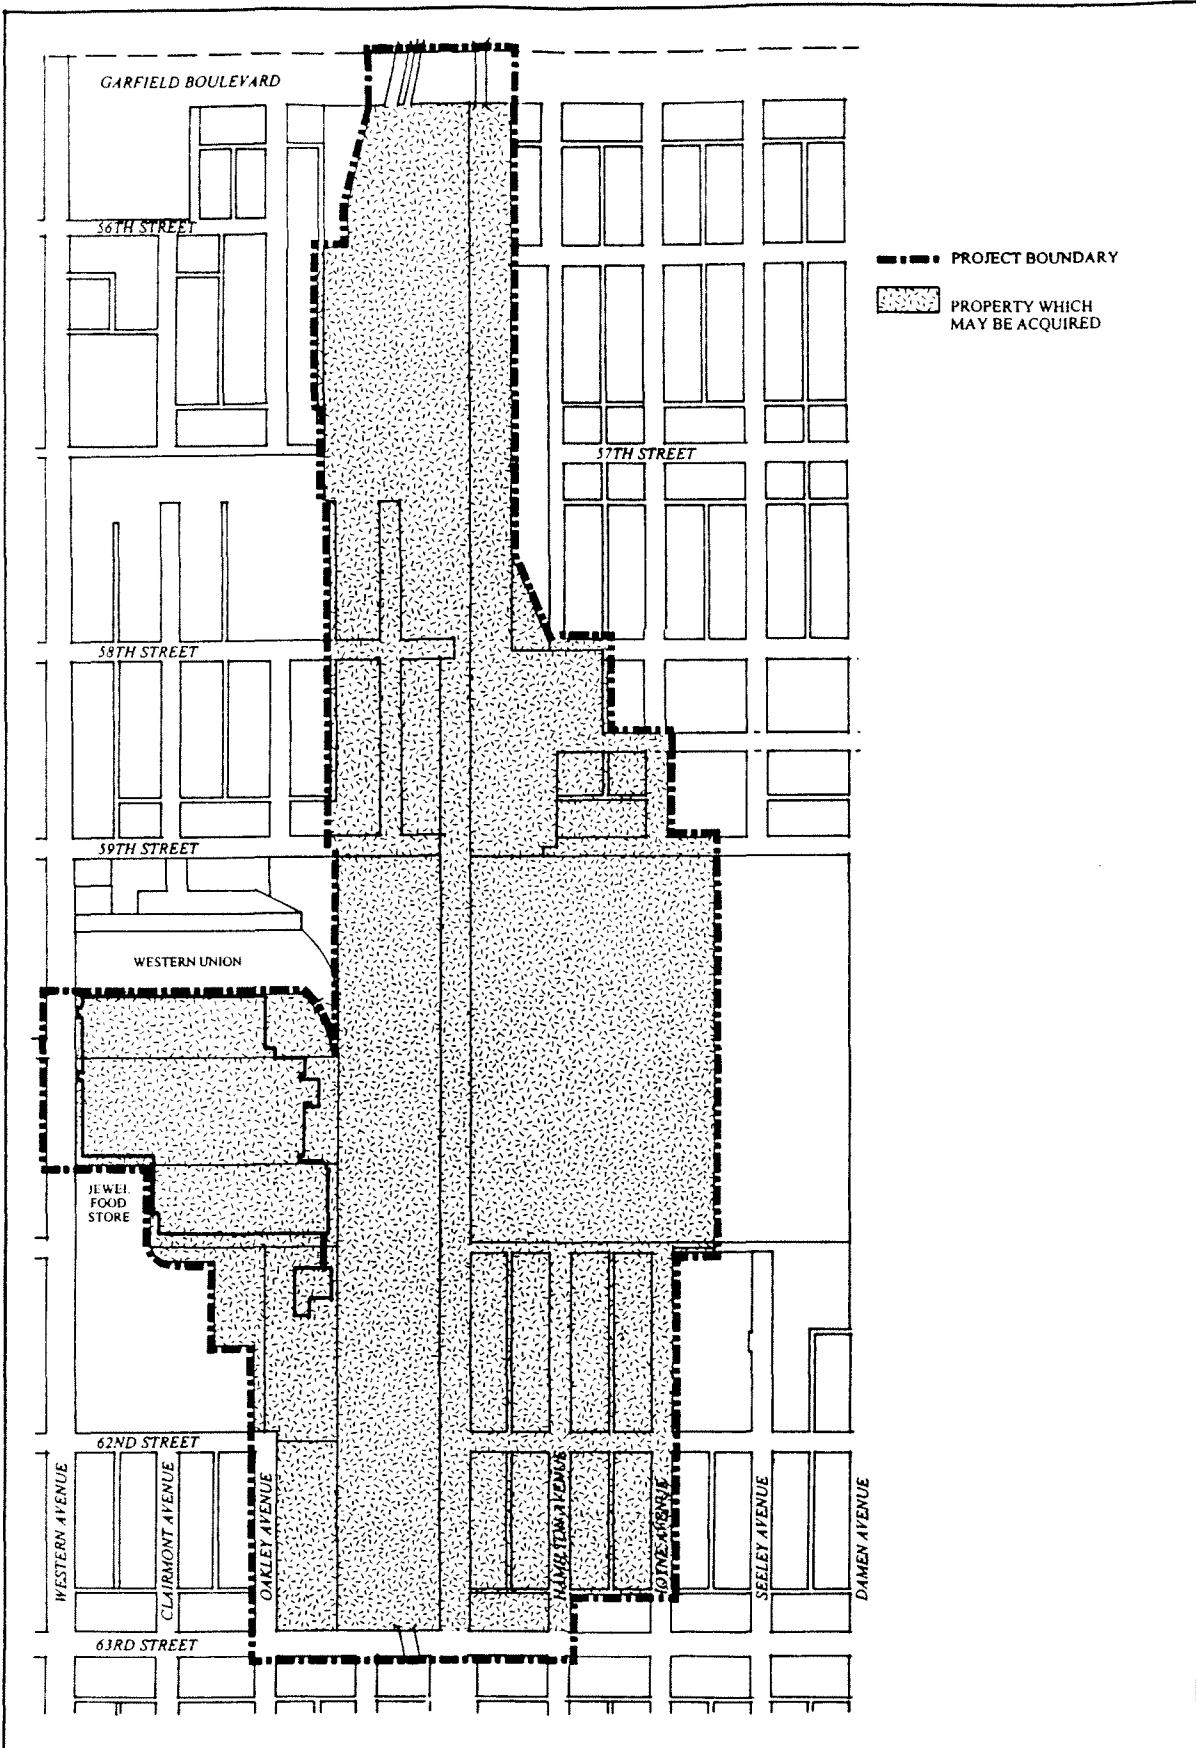 GARFIELD BOULEVARD
56TH STREET
PROJECT BOUNDARY
PROPERTY WHICH
MAY BE ACQUIRED
57TH STREET
58TH STREET
59TH STREET
WESTERN UNION
JEWEL
FOOD
STORE
62ND STREET
WESTERN AVENUE
CLAIRMONT AVENUE
OAKLEY AVENUE
HAMILTON AVENUE
AVENUE
SEELEY AVENUE
DAMEN AVENUE
63RD STREET